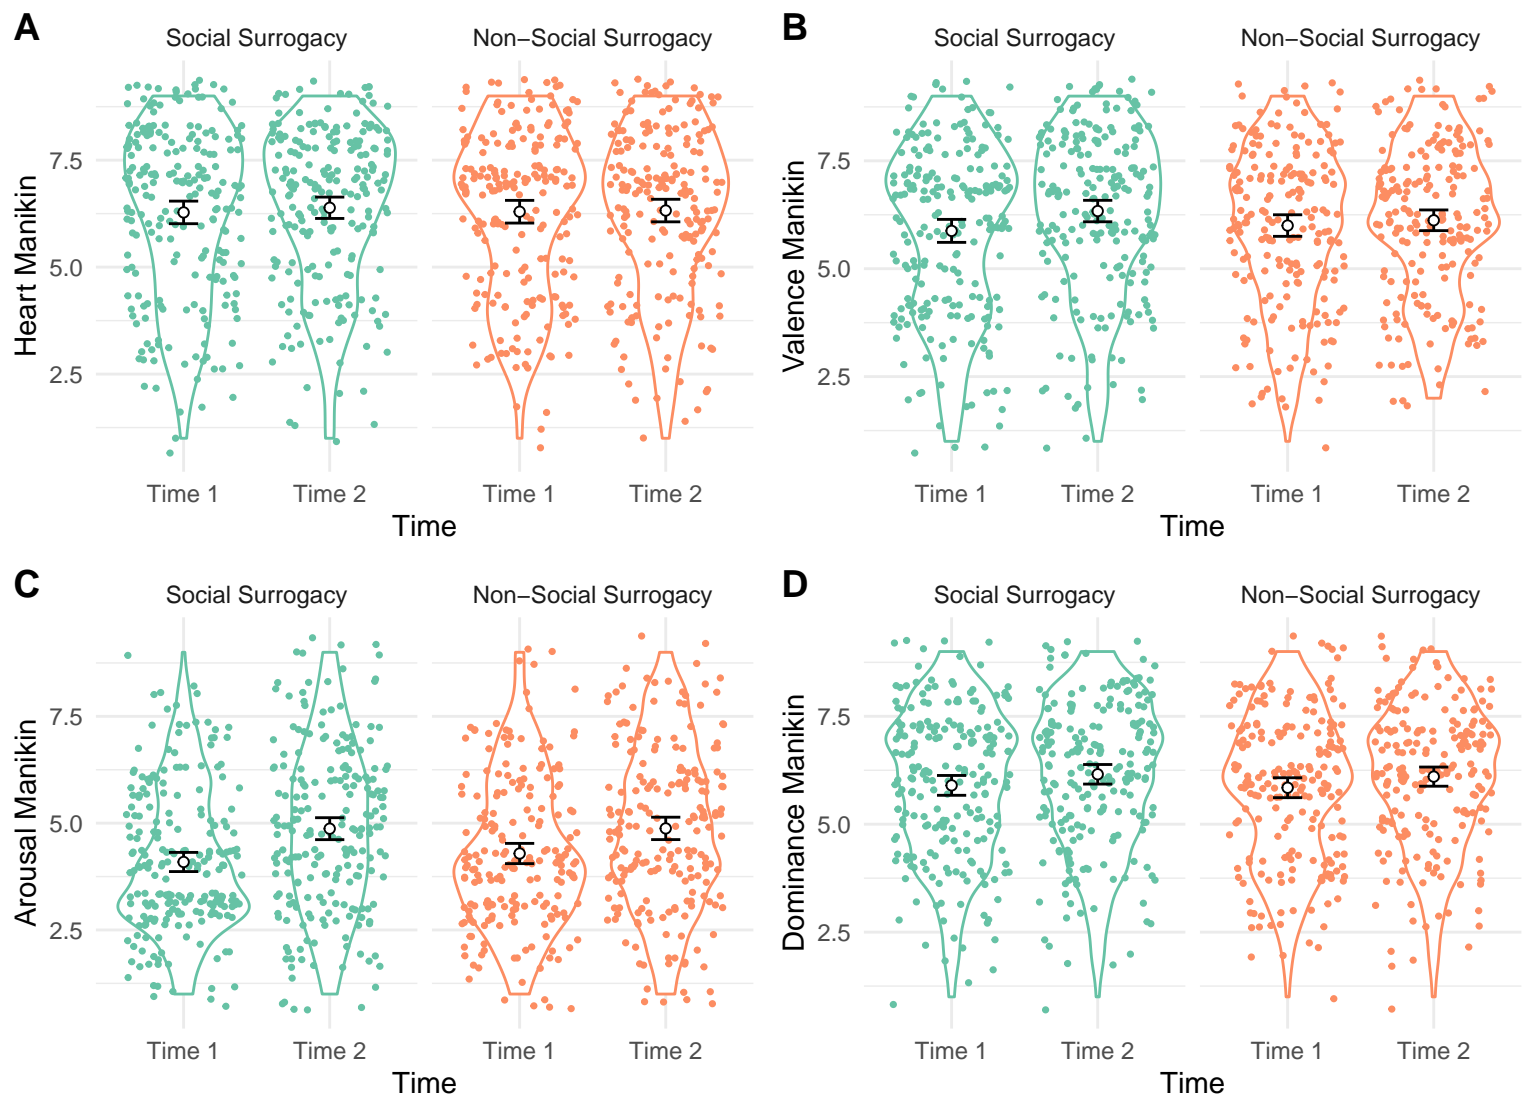 A
Social Surrogacy
Non−Social Surrogacy
Heart Manikin
7.5
5.0
2.5
Time 1
Time 2
Time 1
Time 2
Time
B
Social Surrogacy
Non−Social Surrogacy
Valence Manikin
7.5
5.0
2.5
Time 1
Time 2
Time 1
Time 2
Time
C
Social Surrogacy
Non−Social Surrogacy
Arousal Manikin
7.5
5.0
2.5
Time 1
Time 2
Time 1
Time 2
Time
D
Social Surrogacy
Non−Social Surrogacy
Dominance Manikin
7.5
5.0
2.5
Time 1
Time 2
Time 1
Time 2
Time